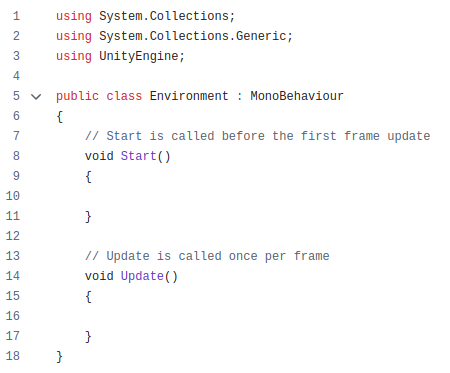 1 using System.Collections;
2 using System.Collections.Generic;
3 using UnityEngine;
4
5 public class Environment : MonoBehaviour
6 {
7     // Start is called before the first frame update
8     void Start()
9     {
10
11     }
12
13     // Update is called once per frame
14     void Update()
15     {
16
17     }
18 }